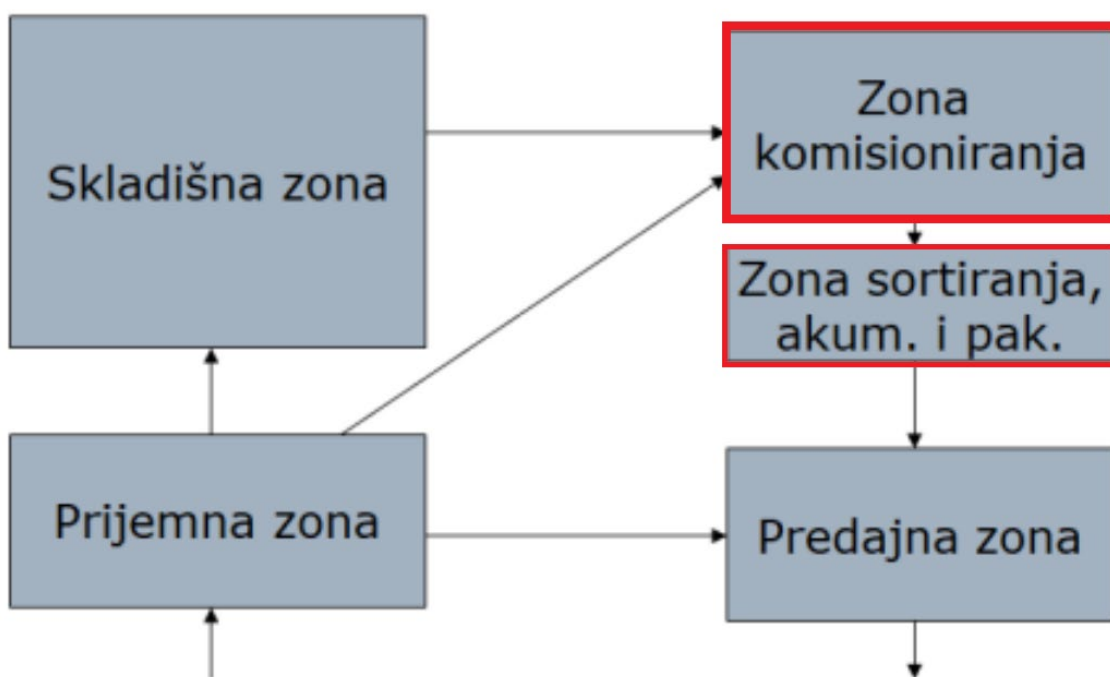 Skladišna zona
Zona
komisioniranja
Zona sortiranja,
akum. i pak.
Prijemna zona
Predajna zona